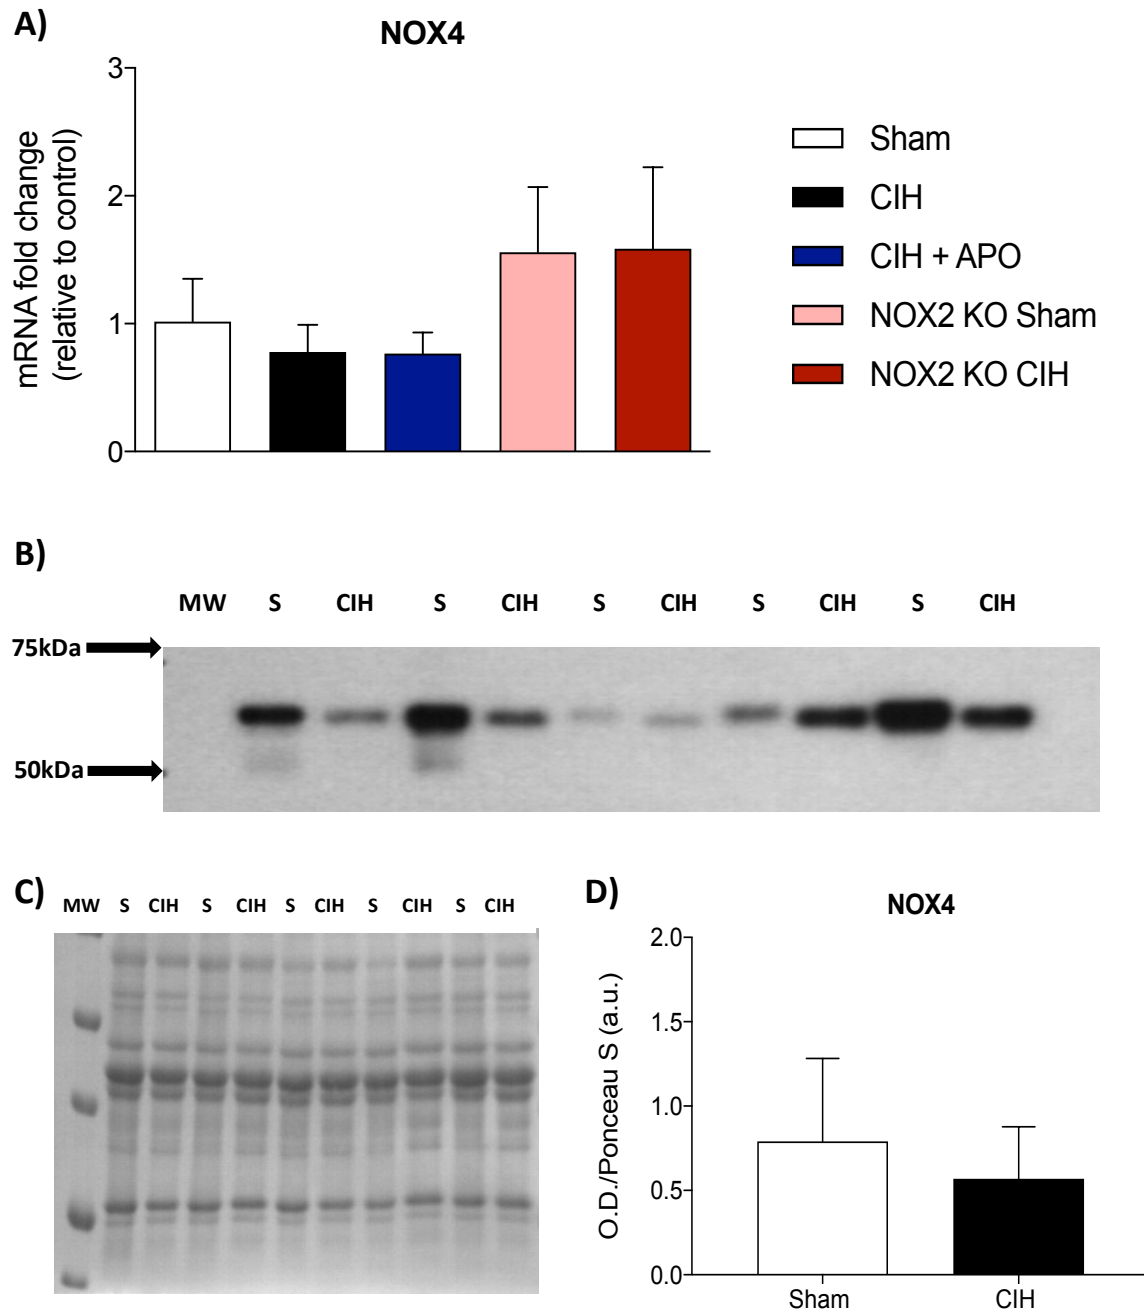 A)
NOX4
mRNA fold change
(relative to control)
3
2
1
0
Sham
CIH
CIH + APO
NOX2 KO Sham
NOX2 KO CIH
B)
MW S CIH S CIH S CIH S CIH S CIH
75kDa
50kDa
C)
MW S CIH S CIH S CIH S CIH S CIH
D)
NOX4
O.D./Ponceau S (a.u.)
2.0
1.5
1.0
0.5
0.0
Sham CIH